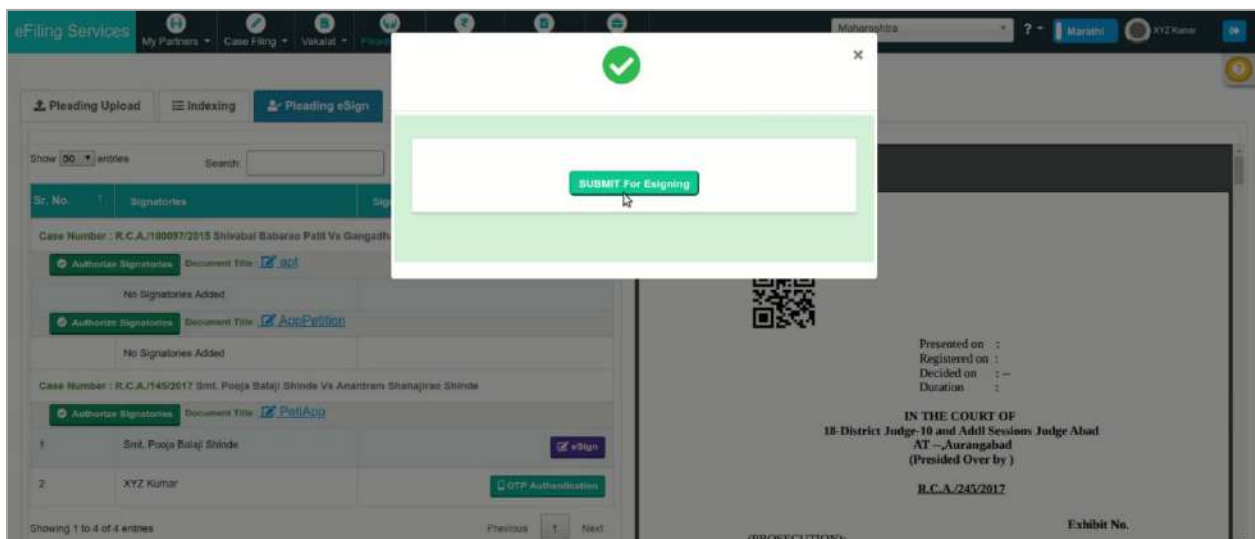 eFiling Services
My Partners
Case Filing
Vakalat
Maharashtra
?
Marathi
XYZ Kumar
×
Pleading Upload
Indexing
Pleading eSign
SUBMIT For Esigning
Show 50 entries
Search:
Sr. No.
Signatories
Case Number : R.C.A./100097/2015 Shivabai Babarao Patil Vs
Authorize Signatories Document Title : apt
No Signatories Added
Authorize Signatories Document Title : AppPetition
No Signatories Added
Case Number : R.C.A./145/2017 Smt. Pooja Balaji Shinde Vs Anantram Shanajirao Shinde
Authorize Signatories Document Title : PetiApp
1 Smt. Pooja Balaji Shinde eSign
2 XYZ Kumar OTP Authentication
Showing 1 to 4 of 4 entries
Previous 1 Next
Presented on :
Registered on :
Decided on : --
Duration :
IN THE COURT OF
18-District Judge-10 and Addl Sessions Judge Abad
AT --,Aurangabad
(Presided Over by )
R.C.A./245/2017
Exhibit No.